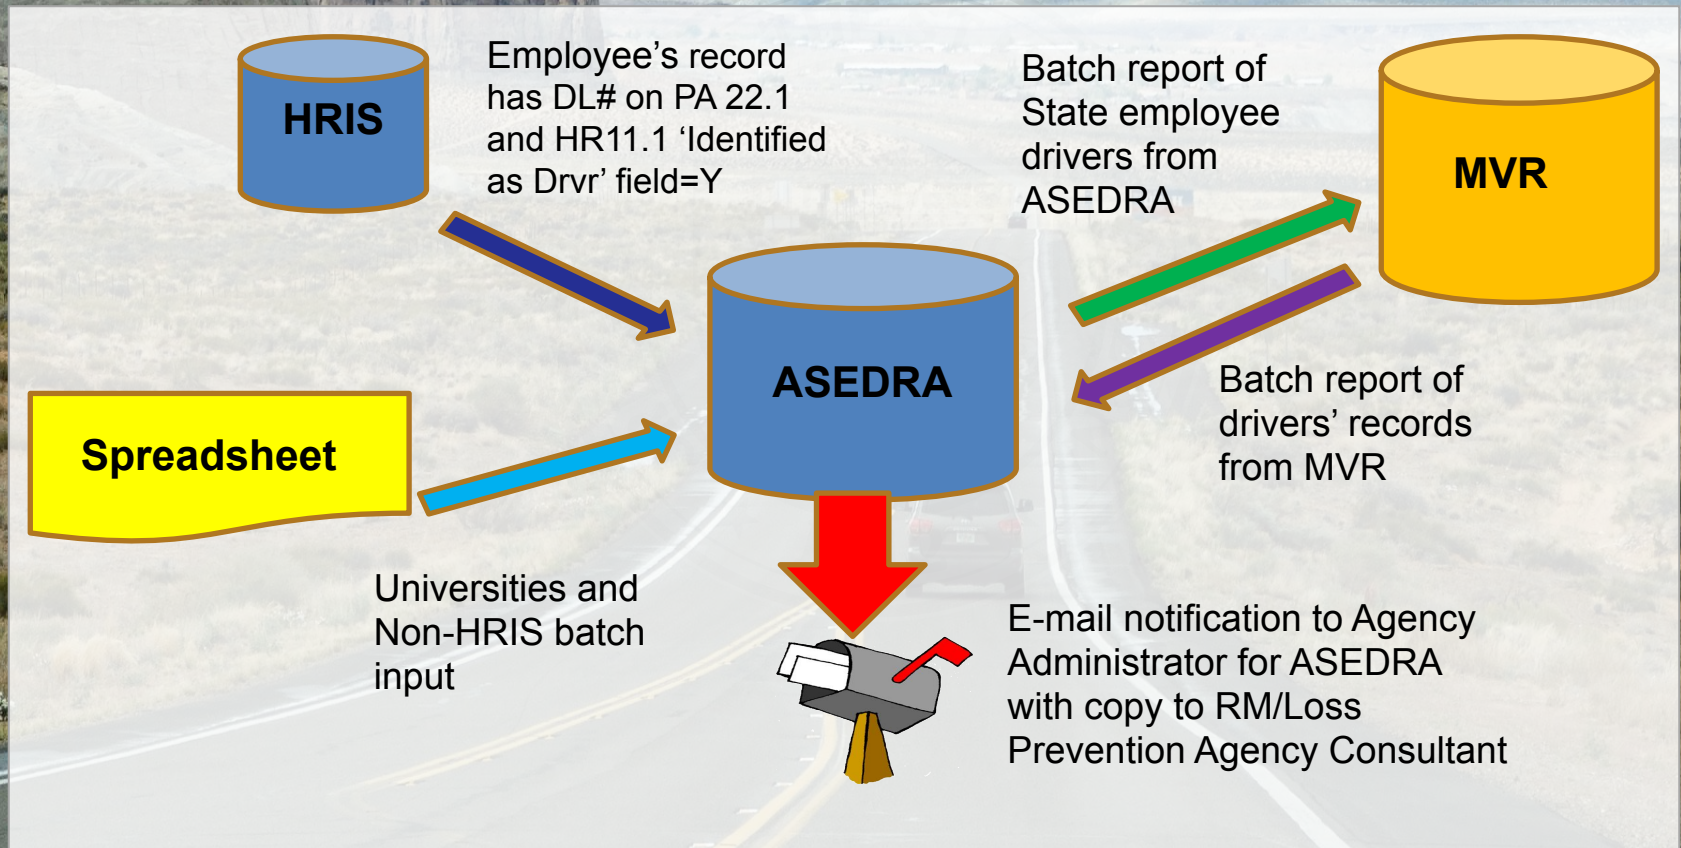 HRIS
Employee’s record
has DL# on PA 22.1
and HR11.1 ‘Identified
as Drvr’ field=Y
Batch report of
State employee
drivers from
ASEDRA
MVR
ASEDRA
Spreadsheet
Batch report of
drivers’ records
from MVR
Universities and
Non-HRIS batch
input
E-mail notification to Agency
Administrator for ASEDRA
with copy to RM/Loss
Prevention Agency Consultant